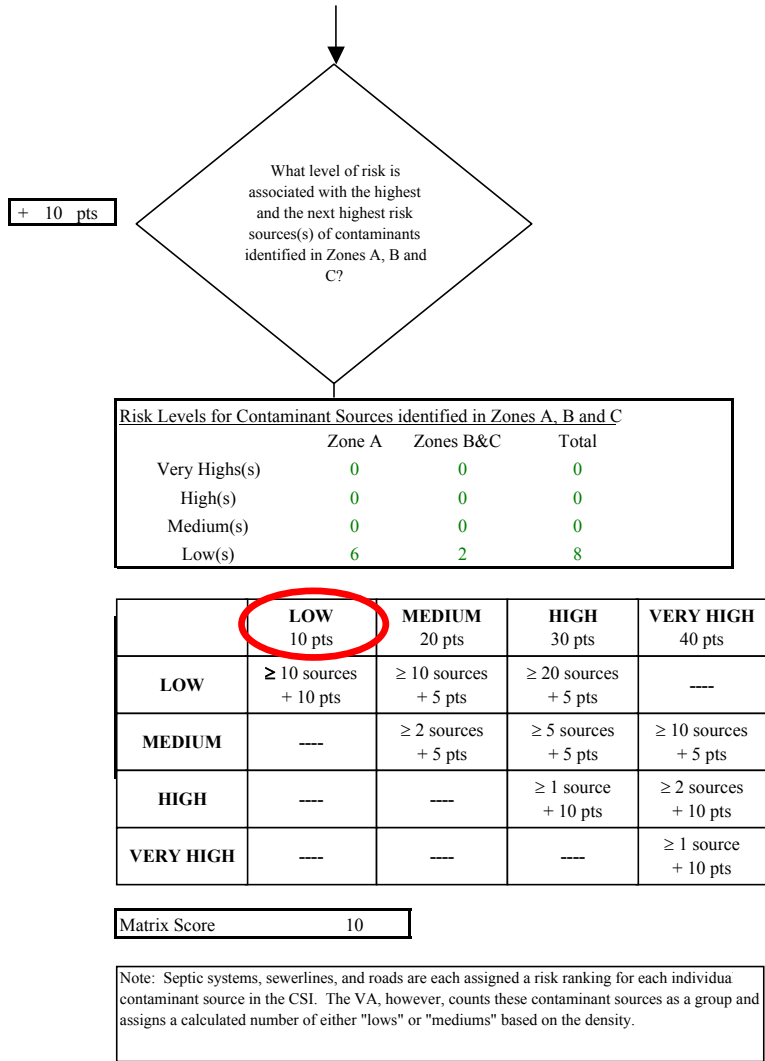 What level of risk is
associated with the highest
and the next highest risk
sources(s) of contaminants
identified in Zones A, B and
C?
+ 10 pts
Risk Levels for Contaminant Sources identified in Zones A, B and C
Zone A Zones B&C Total
Very Highs(s) 0 0 0
High(s) 0 0 0
Medium(s) 0 0 0
Low(s) 6 2 8
LOW MEDIUM HIGH VERY HIGH
10 pts 20 pts 30 pts 40 pts
LOW ≥ 10 sources ≥ 10 sources ≥ 20 sources ----
+ 10 pts + 5 pts + 5 pts
MEDIUM ---- ≥ 2 sources ≥ 5 sources ≥ 10 sources
+ 5 pts + 5 pts + 5 pts
HIGH ---- ---- ≥ 1 source ≥ 2 sources
+ 10 pts + 10 pts
VERY HIGH ---- ---- ---- ≥ 1 source
+ 10 pts
Matrix Score 10
Note: Septic systems, sewerlines, and roads are each assigned a risk ranking for each individua
contaminant source in the CSI. The VA, however, counts these contaminant sources as a group and
assigns a calculated number of either "lows" or "mediums" based on the density.